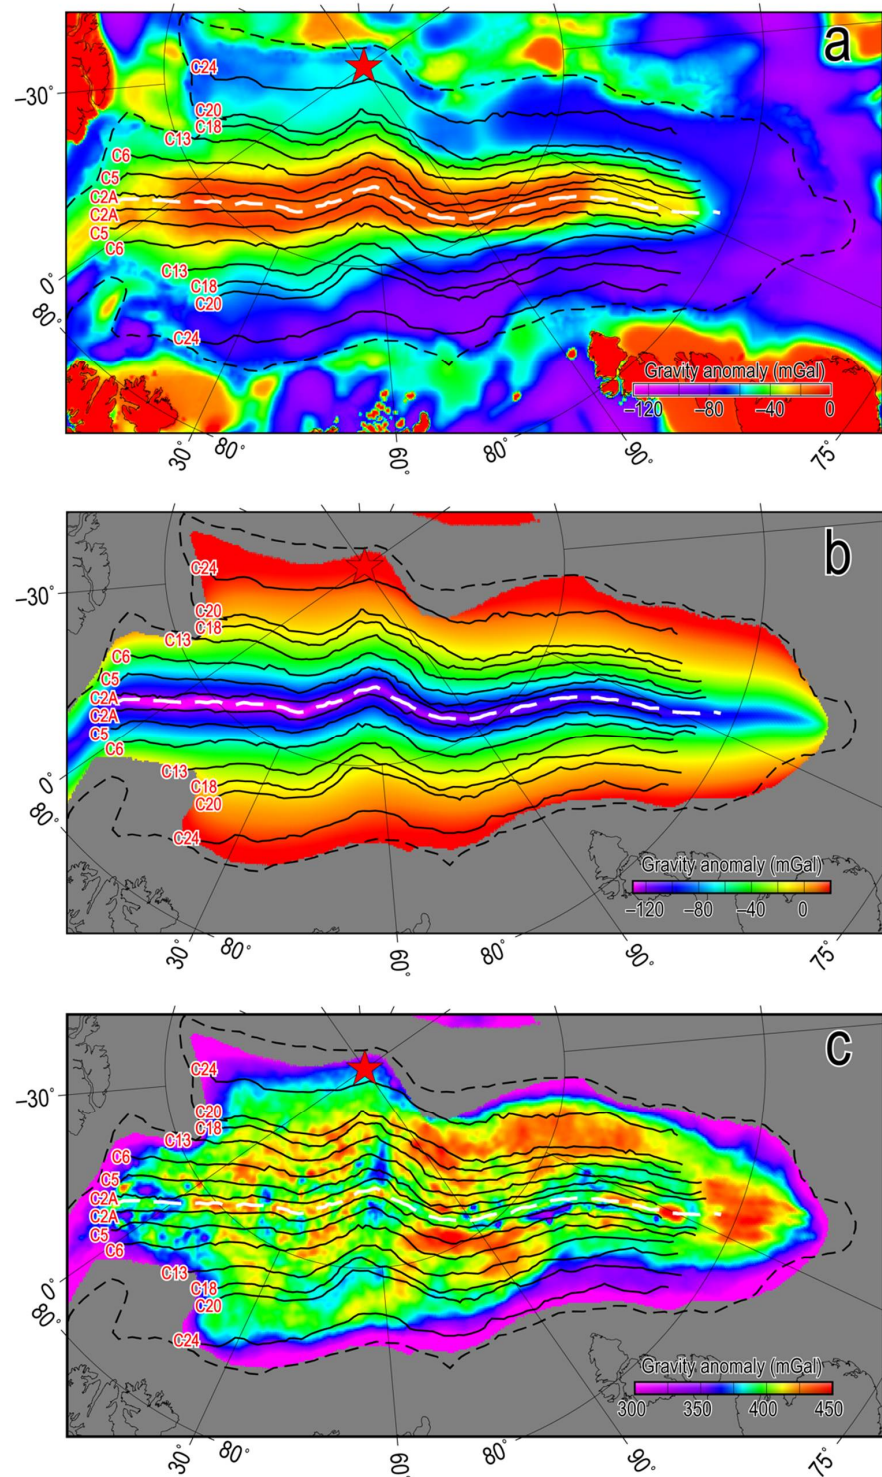 a
C24
−30°
C20
C18
C13
C6
C5
C2A
C2A
C5
C6
0°
C13
C18
C20
80°
C24
Gravity anomaly (mGal)
−120 −80 −40 0
30° 80° 60° 80° 90° 75°
b
C24
−30°
C20
C18
C13
C6
C5
C2A
C2A
C5
C6
0°
C13
C18
C20
80°
C24
Gravity anomaly (mGal)
−120 −80 −40 0
30° 80° 60° 80° 90° 75°
c
C24
−30°
C20
C18
C13
C6
C5
C2A
C2A
C5
C6
0°
C13
C18
C20
80°
C24
Gravity anomaly (mGal)
300 350 400 450
30° 80° 60° 80° 90° 75°